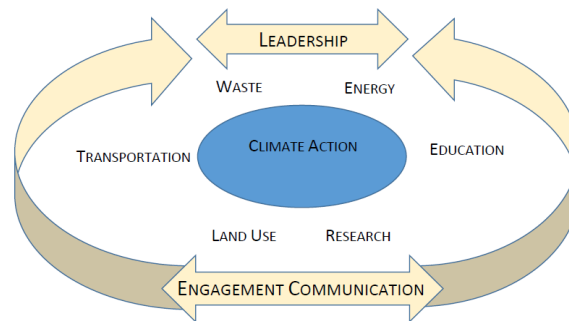 LEADERSHIP
WASTE ENERGY
CLIMATE ACTION
TRANSPORTATION EDUCATION
LAND USE RESEARCH
ENGAGEMENT COMMUNICATION